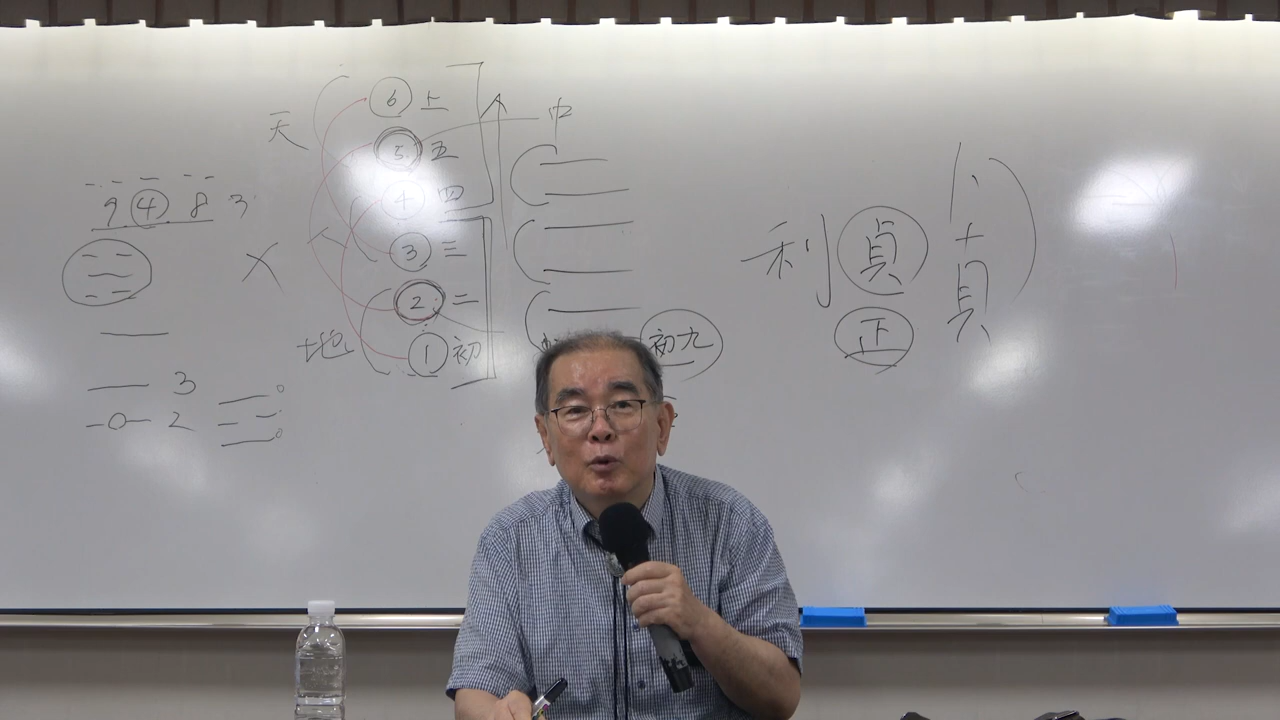 天
⑥ 上
⑤ 五
④ 四
③ 三
② 二
① 初
人
地
中
9 ④ 8 3
3
2
初九
利 貞
正
卜
貝